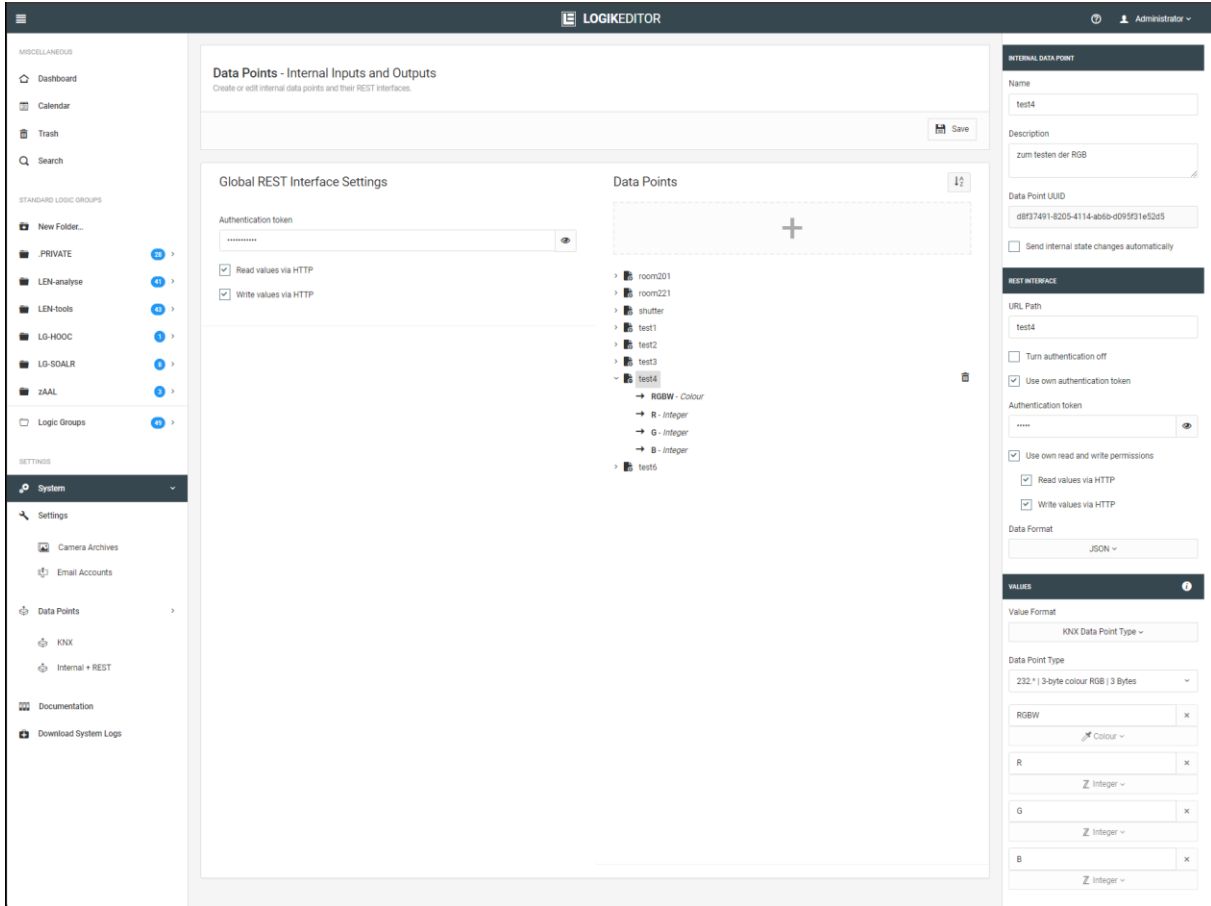 LOGIKEDITOR
Administrator
MISCELLANEOUS
Dashboard
Calendar
Trash
Search
STANDARD LOGIC GROUPS
New Folder...
.PRIVATE 28
LEN-analyse 41
LEN-tools 43
LG-HOOC 1
LG-SOALR 8
zAAL 3
Logic Groups 49
SETTINGS
System
Settings
Camera Archives
Email Accounts
Data Points
KNX
Internal + REST
Documentation
Download System Logs
Data Points - Internal Inputs and Outputs
Create or edit internal data points and their REST interfaces.
Save
Global REST Interface Settings
Authentication token
•••••••••••
Read values via HTTP
Write values via HTTP
Data Points
room201
room221
shutter
test1
test2
test3
test4
RGBW - Colour
R - Integer
G - Integer
B - Integer
test6
INTERNAL DATA POINT
Name
test4
Description
zum testen der RGB
Data Point UUID
d8f37491-8205-4114-ab6b-d095f31e52d5
Send internal state changes automatically
REST INTERFACE
URL Path
test4
Turn authentication off
Use own authentication token
Authentication token
•••••
Use own read and write permissions
Read values via HTTP
Write values via HTTP
Data Format
JSON
VALUES
Value Format
KNX Data Point Type
Data Point Type
232.* | 3-byte colour RGB | 3 Bytes
RGBW
Colour
R
Integer
G
Integer
B
Integer